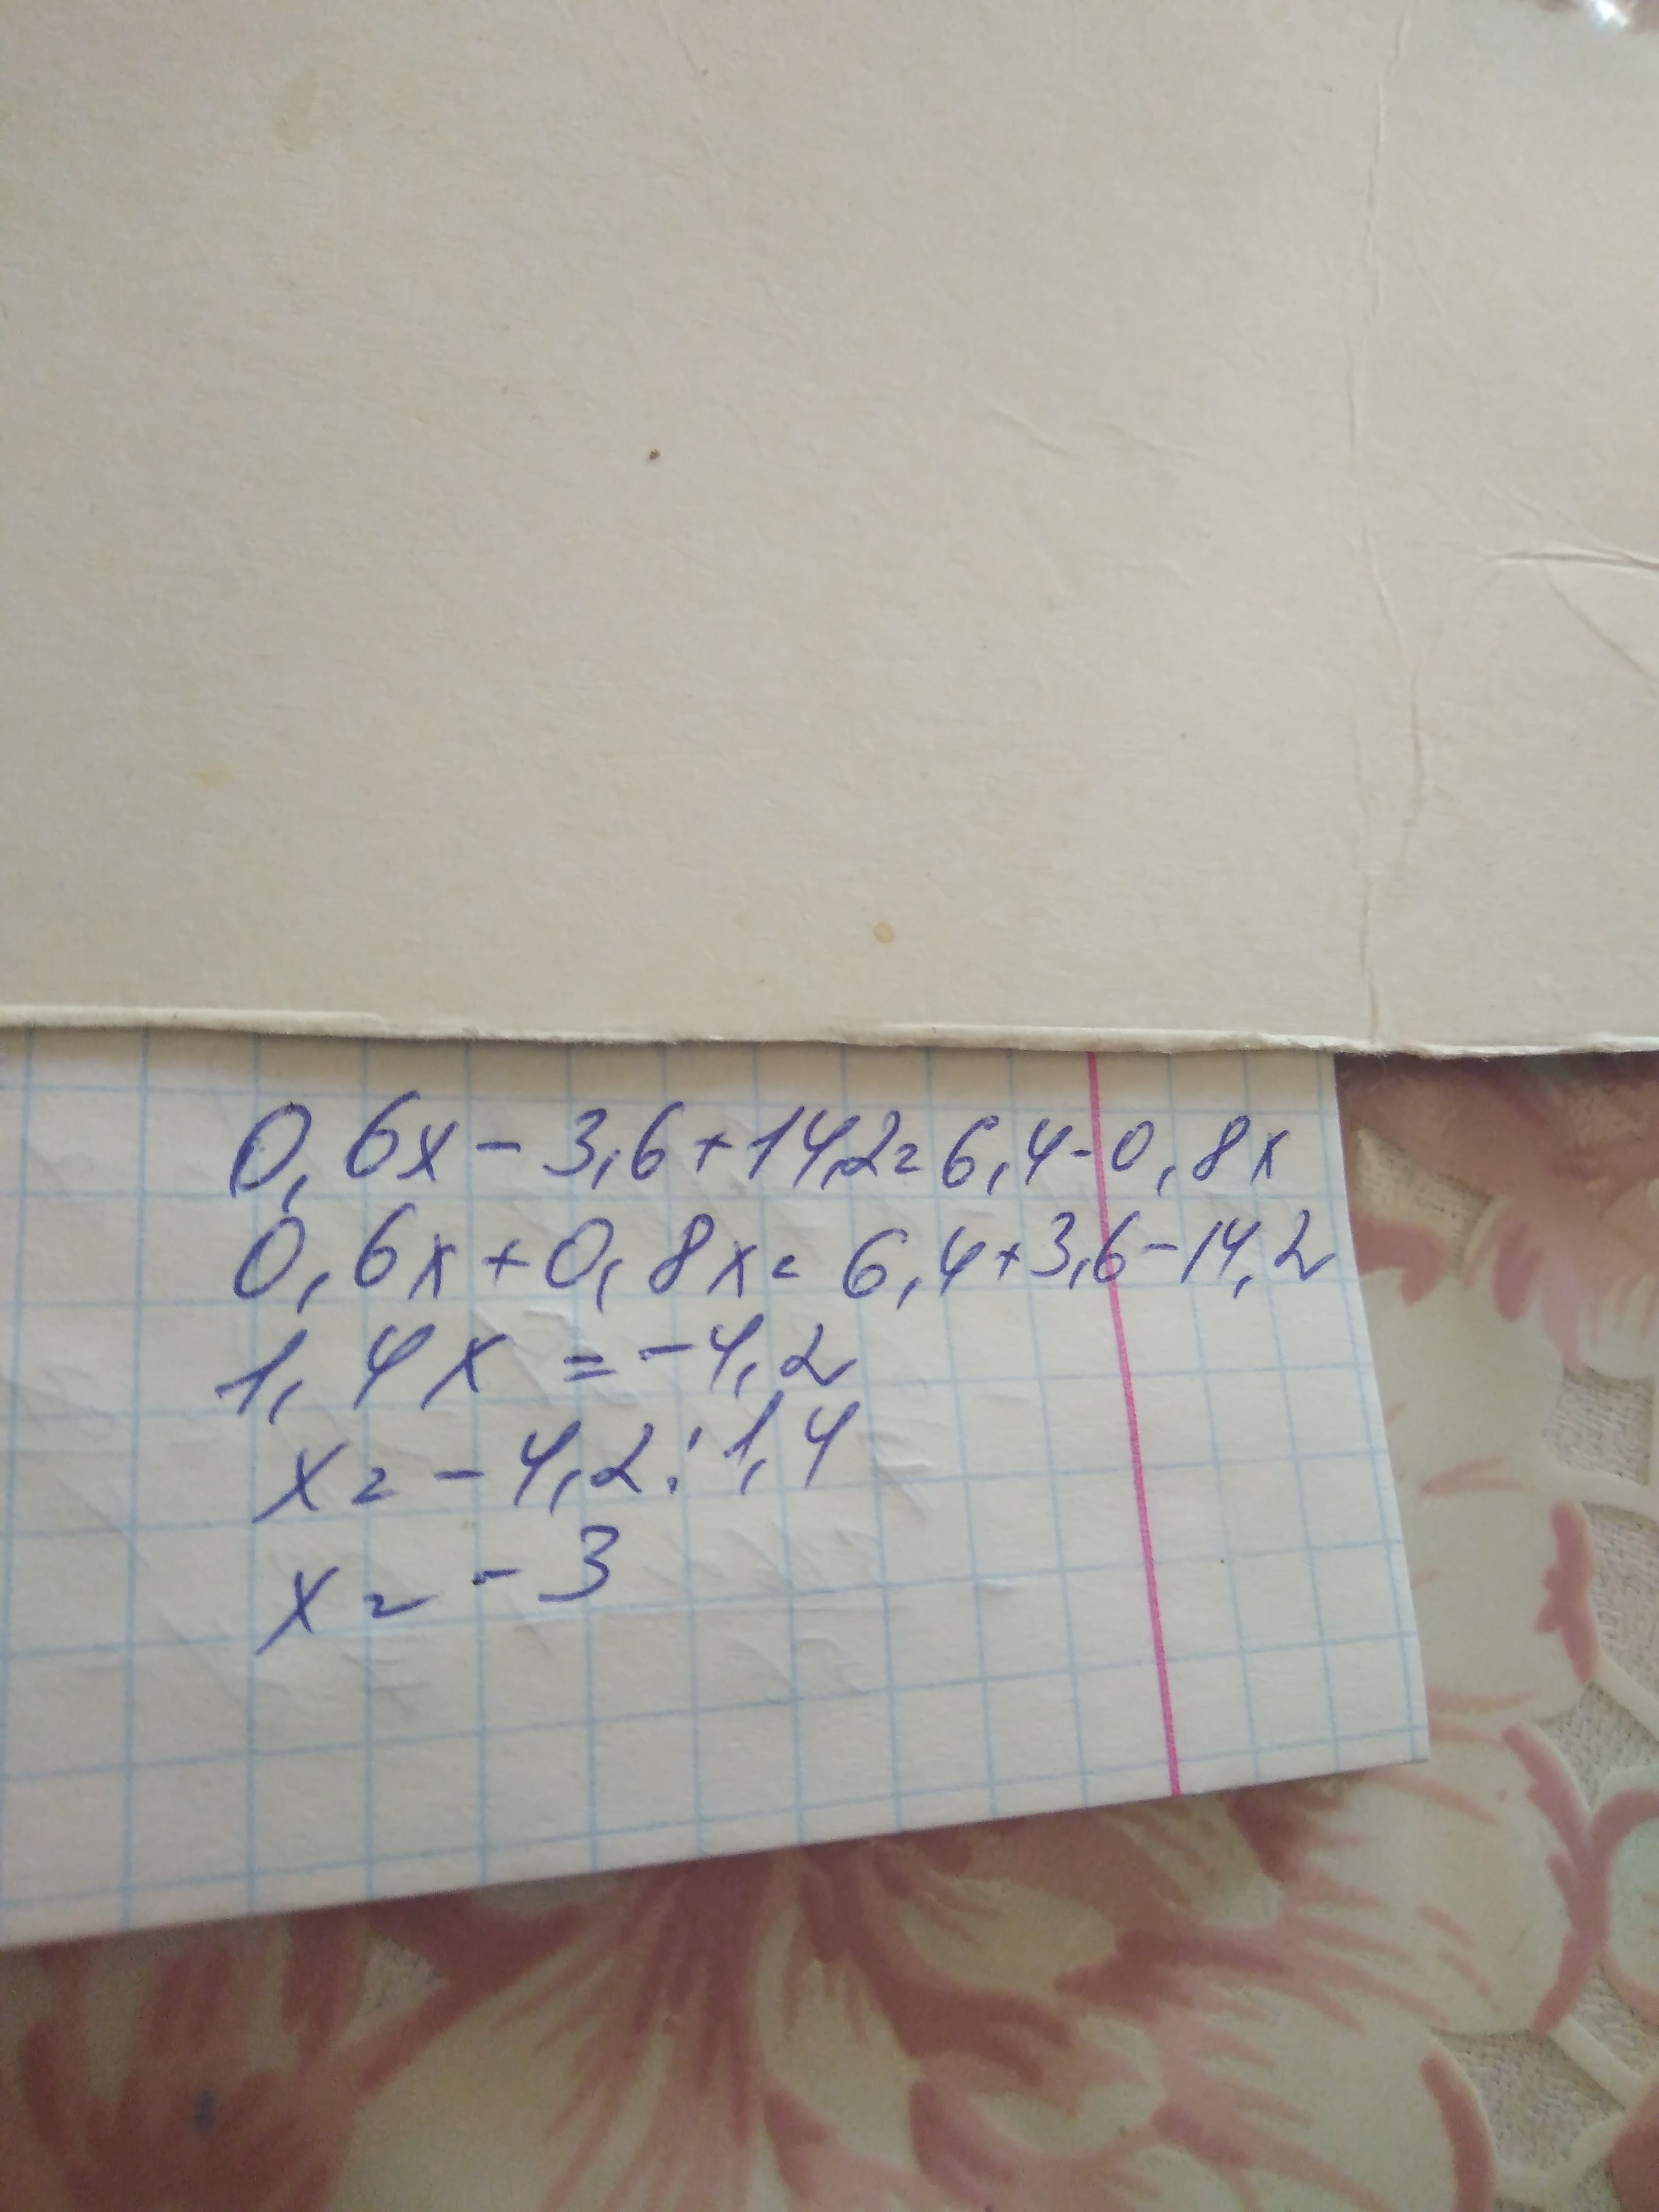 0,6x-3,6+14,2=6,4-0,8x
0,6x+0,8x=6,4+3,6-14,2
1,4x=-4,2
x=-4,2:1,4
x=-3